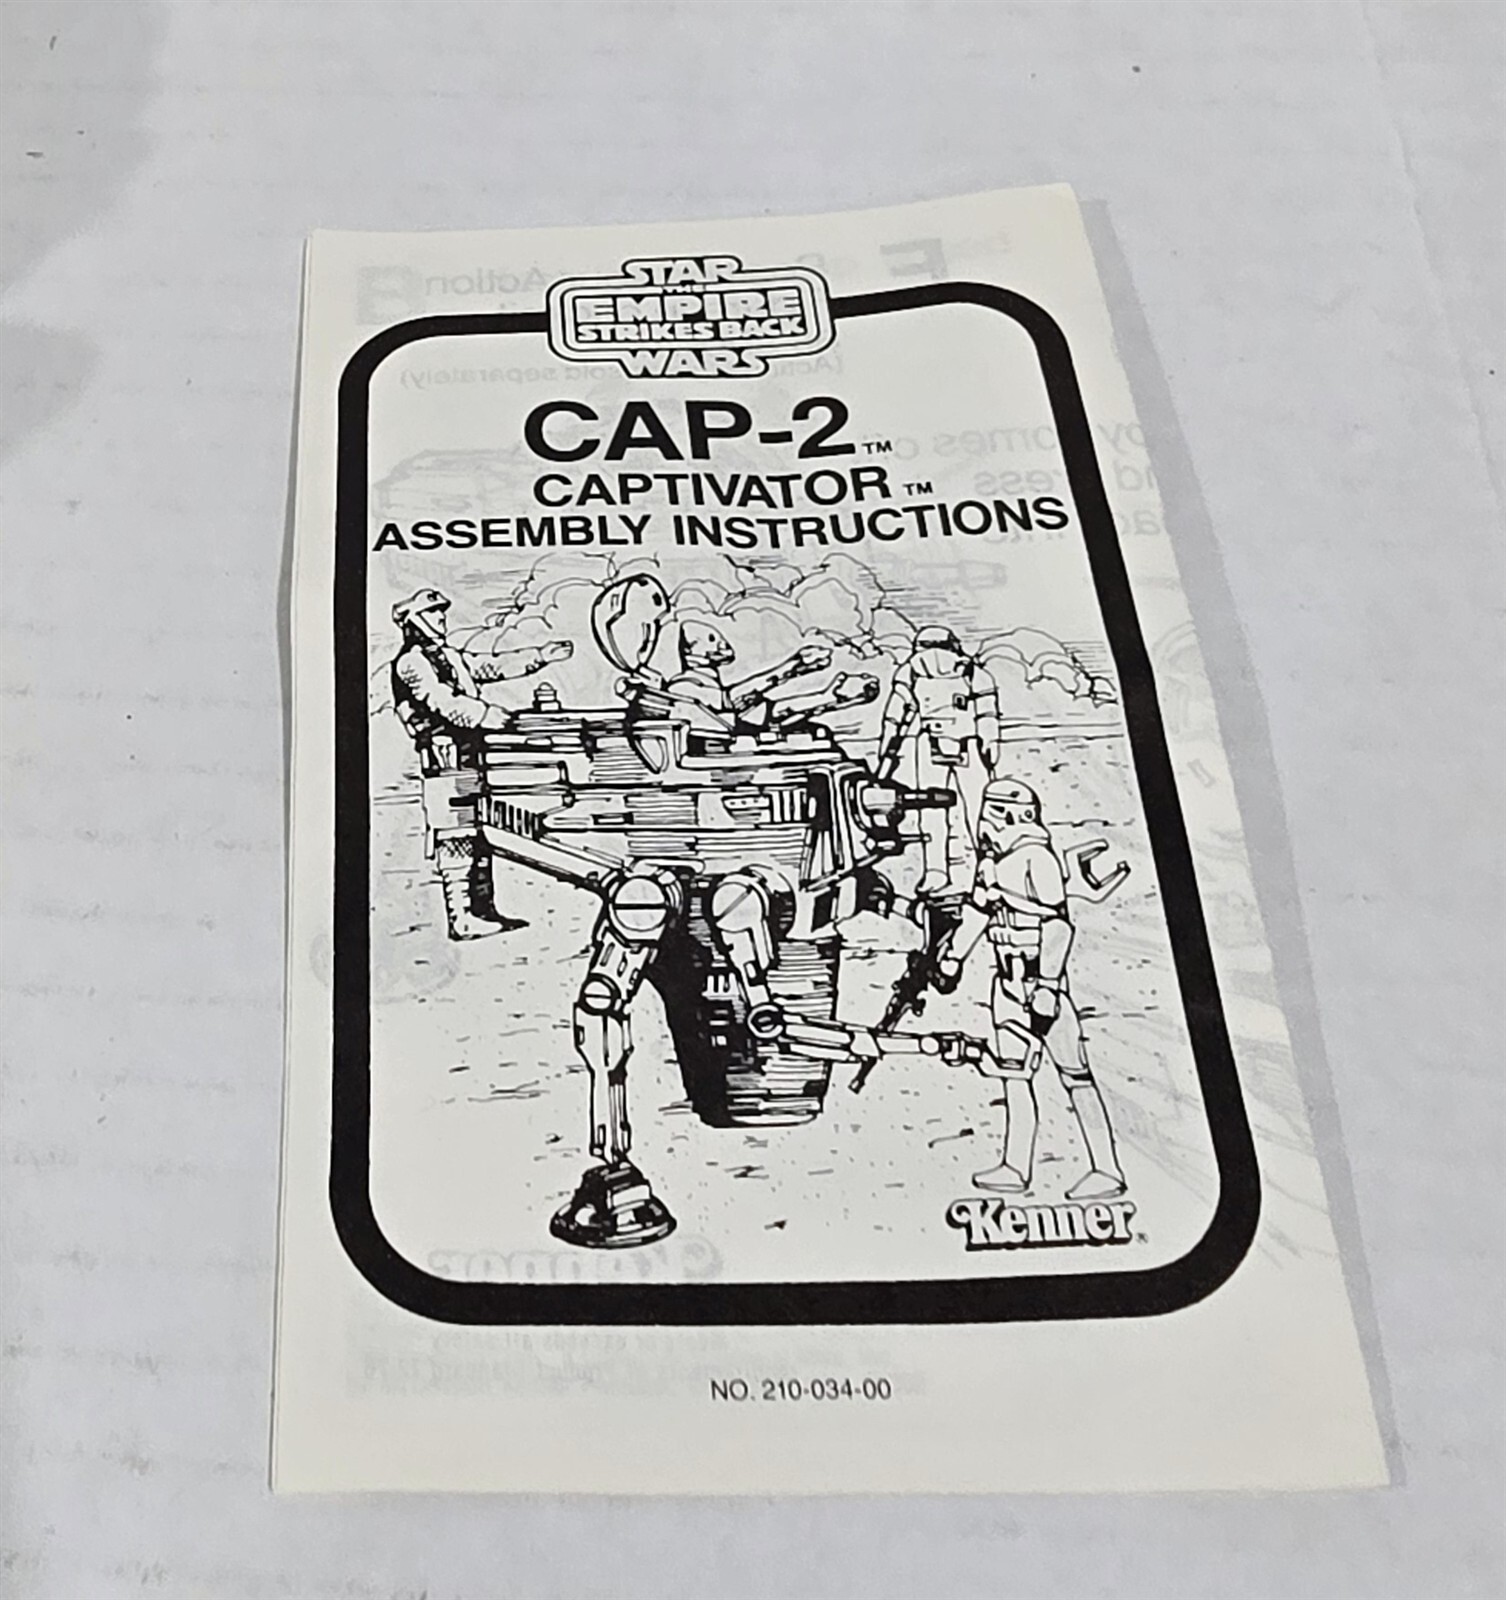 STAR
THE
EMPIRE
STRIKES BACK
WARS
CAP-2™
CAPTIVATOR™
ASSEMBLY INSTRUCTIONS
Kenner®
NO. 210-034-00